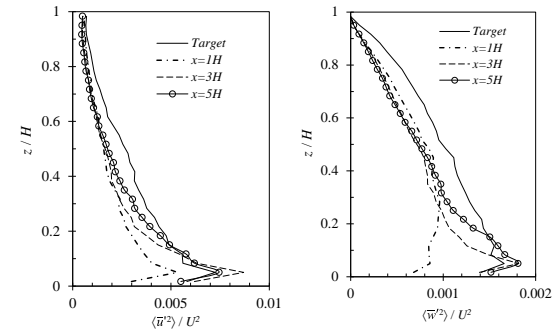 1
0.8
0.6
0.4
0.2
0
z / H
Target
x=1H
x=3H
x=5H
0
0.005
0.01
⟨u̅′²⟩ / U²
1
0.8
0.6
0.4
0.2
0
z / H
Target
x=1H
x=3H
x=5H
0
0.001
0.002
⟨w̅′²⟩ / U²